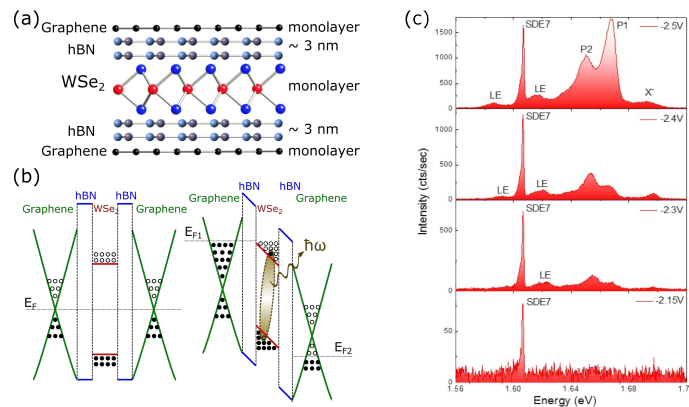 (a)
Graphene monolayer
hBN ~ 3 nm
WSe2 monolayer
hBN ~ 3 nm
Graphene monolayer
(b)
hBN hBN
Graphene WSe2 Graphene
EF
hBN
Graphene WSe2 hBN
Graphene
EF1
ħω
EF2
(c)
Intensity (cts/sec)
1500
1000
500
0
SDE7 P1
P2
-2.5V
LE LE X-
1000
500
0
SDE7 -2.4V
LE LE
500
0
SDE7 -2.3V
LE
50
0
SDE7 -2.15V
1.56 1.60 1.64 1.68 1.7
Energy (eV)